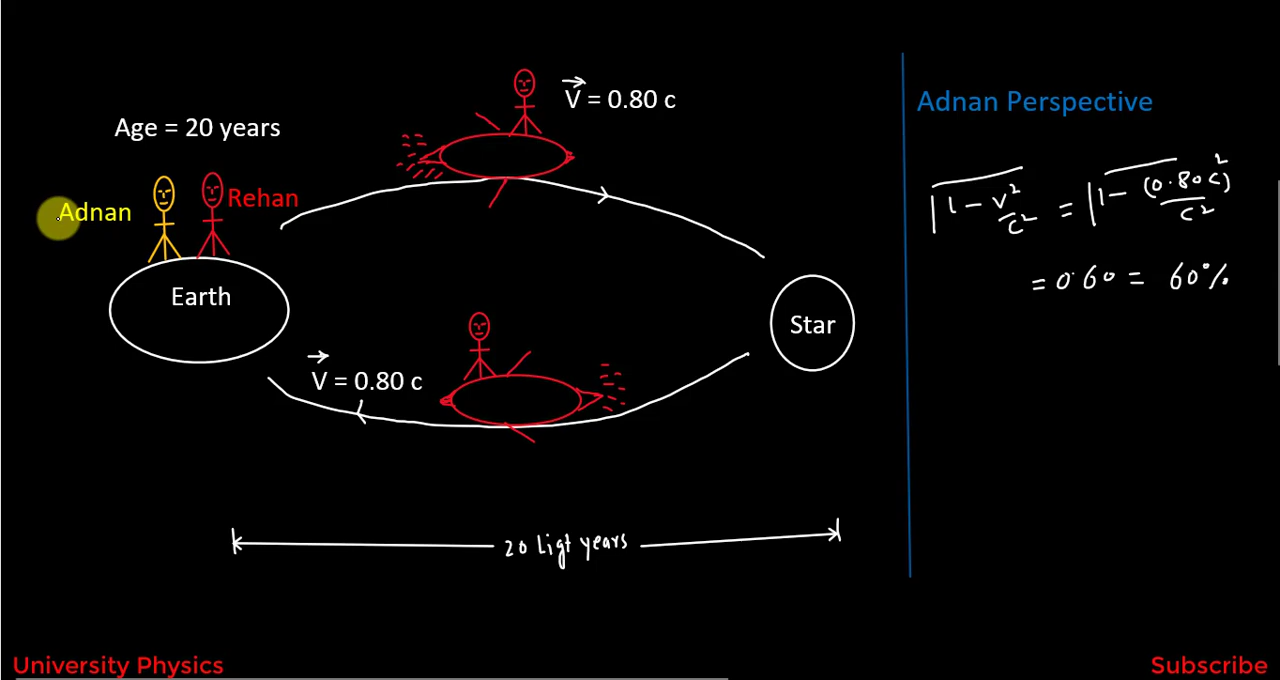 Age = 20 years
Adnan
Rehan
Earth
V = 0.80 c
Star
V = 0.80 c
20 Ligt years
Adnan Perspective
√1 - v²/c² = √1 - (0.80c)²/c²
= 0.60 = 60%
University Physics
Subscribe